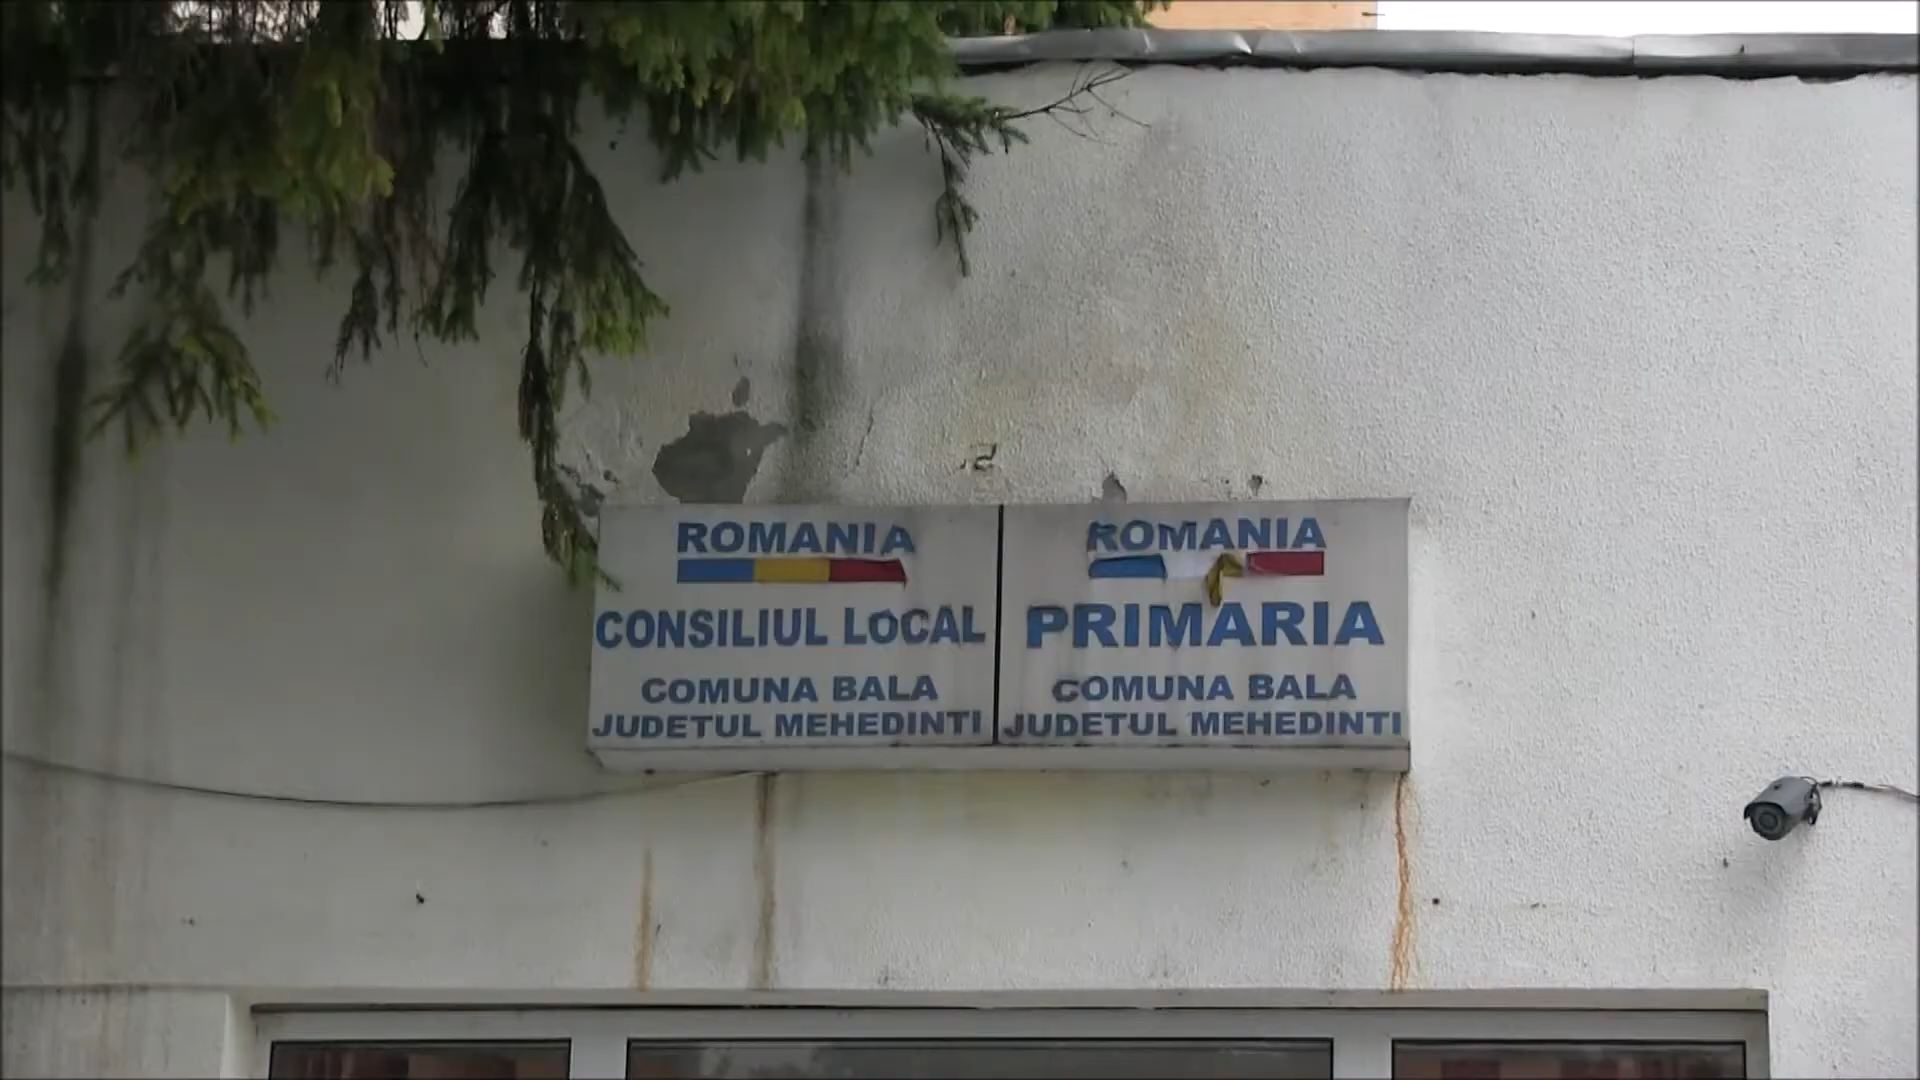 ROMANIA
CONSILIUL LOCAL
COMUNA BALA
JUDETUL MEHEDINTI
ROMANIA
PRIMARIA
COMUNA BALA
JUDETUL MEHEDINTI